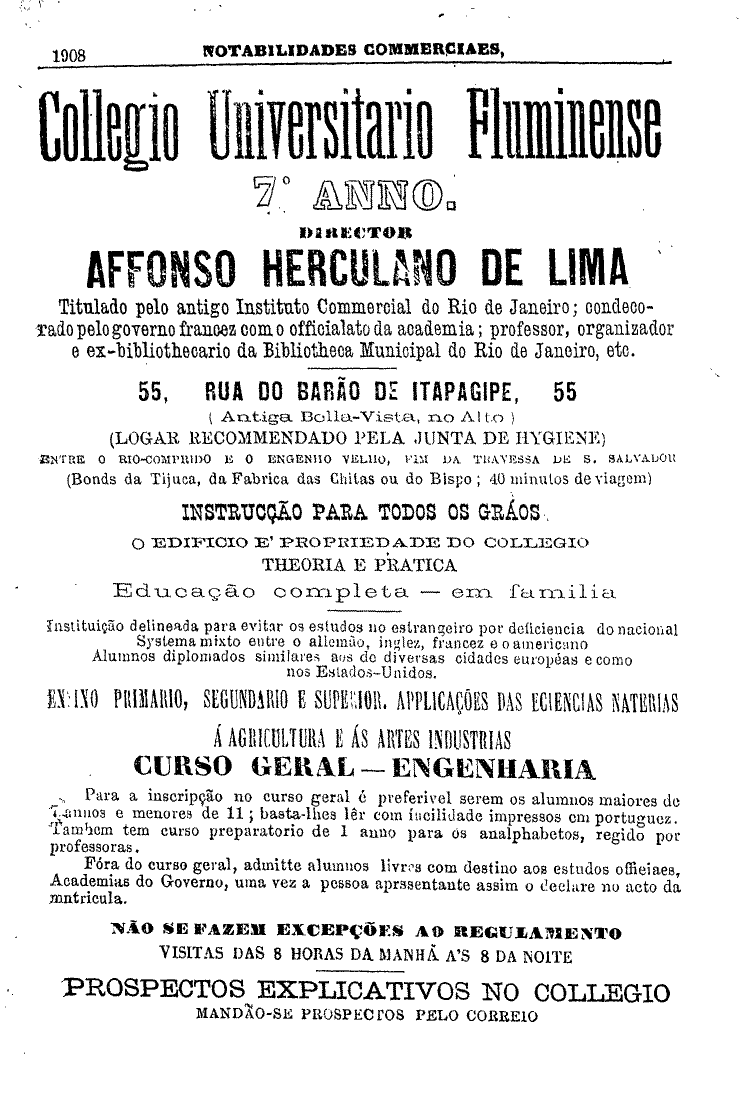 1908
NOTABILIDADES COMMERCIAES,
Collegio Universitario Fluminense
7º ANNO.
DIRECTOR
AFFONSO HERCULANO DE LIMA
Titulado pelo antigo Instituto Commercial do Rio de Janeiro; condeco-
rado pelo governo francez com o officialato da academia; professor, organizador
e ex-bibliothecario da Bibliotheca Municipal do Rio de Janeiro, etc.
55, RUA DO BARÃO DE ITAPAGIPE, 55
( Antiga Bella-Vista, no Alto )
(LOGAR RECOMMENDADO PELA JUNTA DE HYGIENE)
ENTRE O RIO-COMPRIDO E O ENGENHO VELHO, FIM DA TRAVESSA DE S. SALVADOR
(Bonds da Tijuca, da Fabrica das Chitas ou do Bispo; 40 minutos de viagem)
INSTRUCÇÃO PARA TODOS OS GRÁOS
O EDIFICIO E' PROPRIEDADE DO COLLEGIO
THEORIA E PRATICA
Educação completa — em familia
Instituição delineada para evitar os estudos no estrangeiro por deficiencia do nacional
Systema mixto entre o allemão, inglez, francez e o americano
Alumnos diplomados similares aos de diversas cidades européas e como
nos Estados-Unidos.
ENSINO PRIMARIO, SEGUNDARIO E SUPERIOR. APPLICAÇÕES DAS ECIENCIAS NATERIAS
Á AGRICULTURA E ÁS ARTES INDUSTRIAS
CURSO GERAL — ENGENHARIA
Para a inscripção no curso geral é preferivel serem os alumnos maiores de
7 annos e menores de 11; basta-lhes lêr com facilidade impressos em portuguez.
Tambem tem curso preparatorio de 1 anno para os analphabetos, regido por
professoras.
Fóra do curso geral, admitte alumnos livres com destino aos estudos officiaes,
Academias do Governo, uma vez a pessoa aprssentante assim o declare no acto da
mntricula.
NÃO SE FAZEM EXCEPÇÕES AO REGULAMENTO
VISITAS DAS 8 HORAS DA MANHÁ A'S 8 DA NOITE
PROSPECTOS EXPLICATIVOS NO COLLEGIO
MANDÃO-SE PROSPECTOS PELO CORREIO